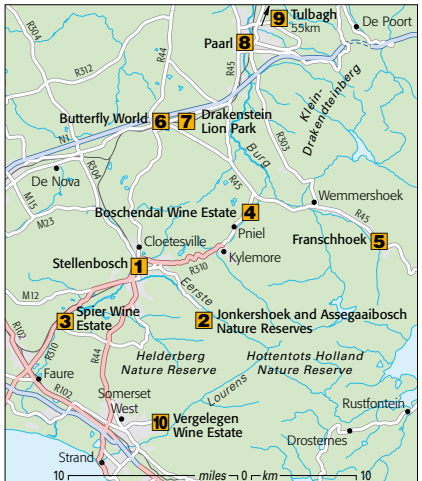 9 Tulbagh
55km
De Poort
R304
Paarl 8
R44
R45
R312
Klein-
Drakendteinberg
Butterfly World 6
7 Drakenstein
Lion Park
R303
N1
Burg
De Nova
R304
M15
M23
R45
Wemmershoek
Boschendal Wine Estate 4
R45
Cloetesville
Pniel
Franschhoek 5
Stellenbosch 1
R310
Kylemore
M12
Eerste
R102
R310
3 Spier Wine
Estate
2 Jonkershoek and Assegaaibosch
Nature Reserves
R44
Helderberg
Nature Reserve
Hottentots Holland
Nature Reserve
Faure
R102
Lourens
Somerset
West
Rustfontein
10 Vergelegen
Wine Estate
Drosternes
Strand
10 miles 0 km 10